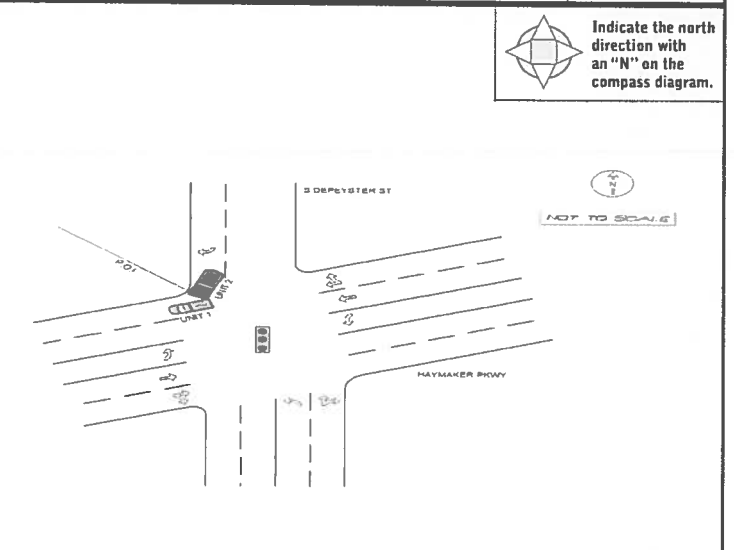 Indicate the north
direction with
an "N" on the
compass diagram.
S DEPEYSTER ST
N
NOT TO SCALE
POI
UNIT 2
UNIT 1
HAYMAKER PKWY